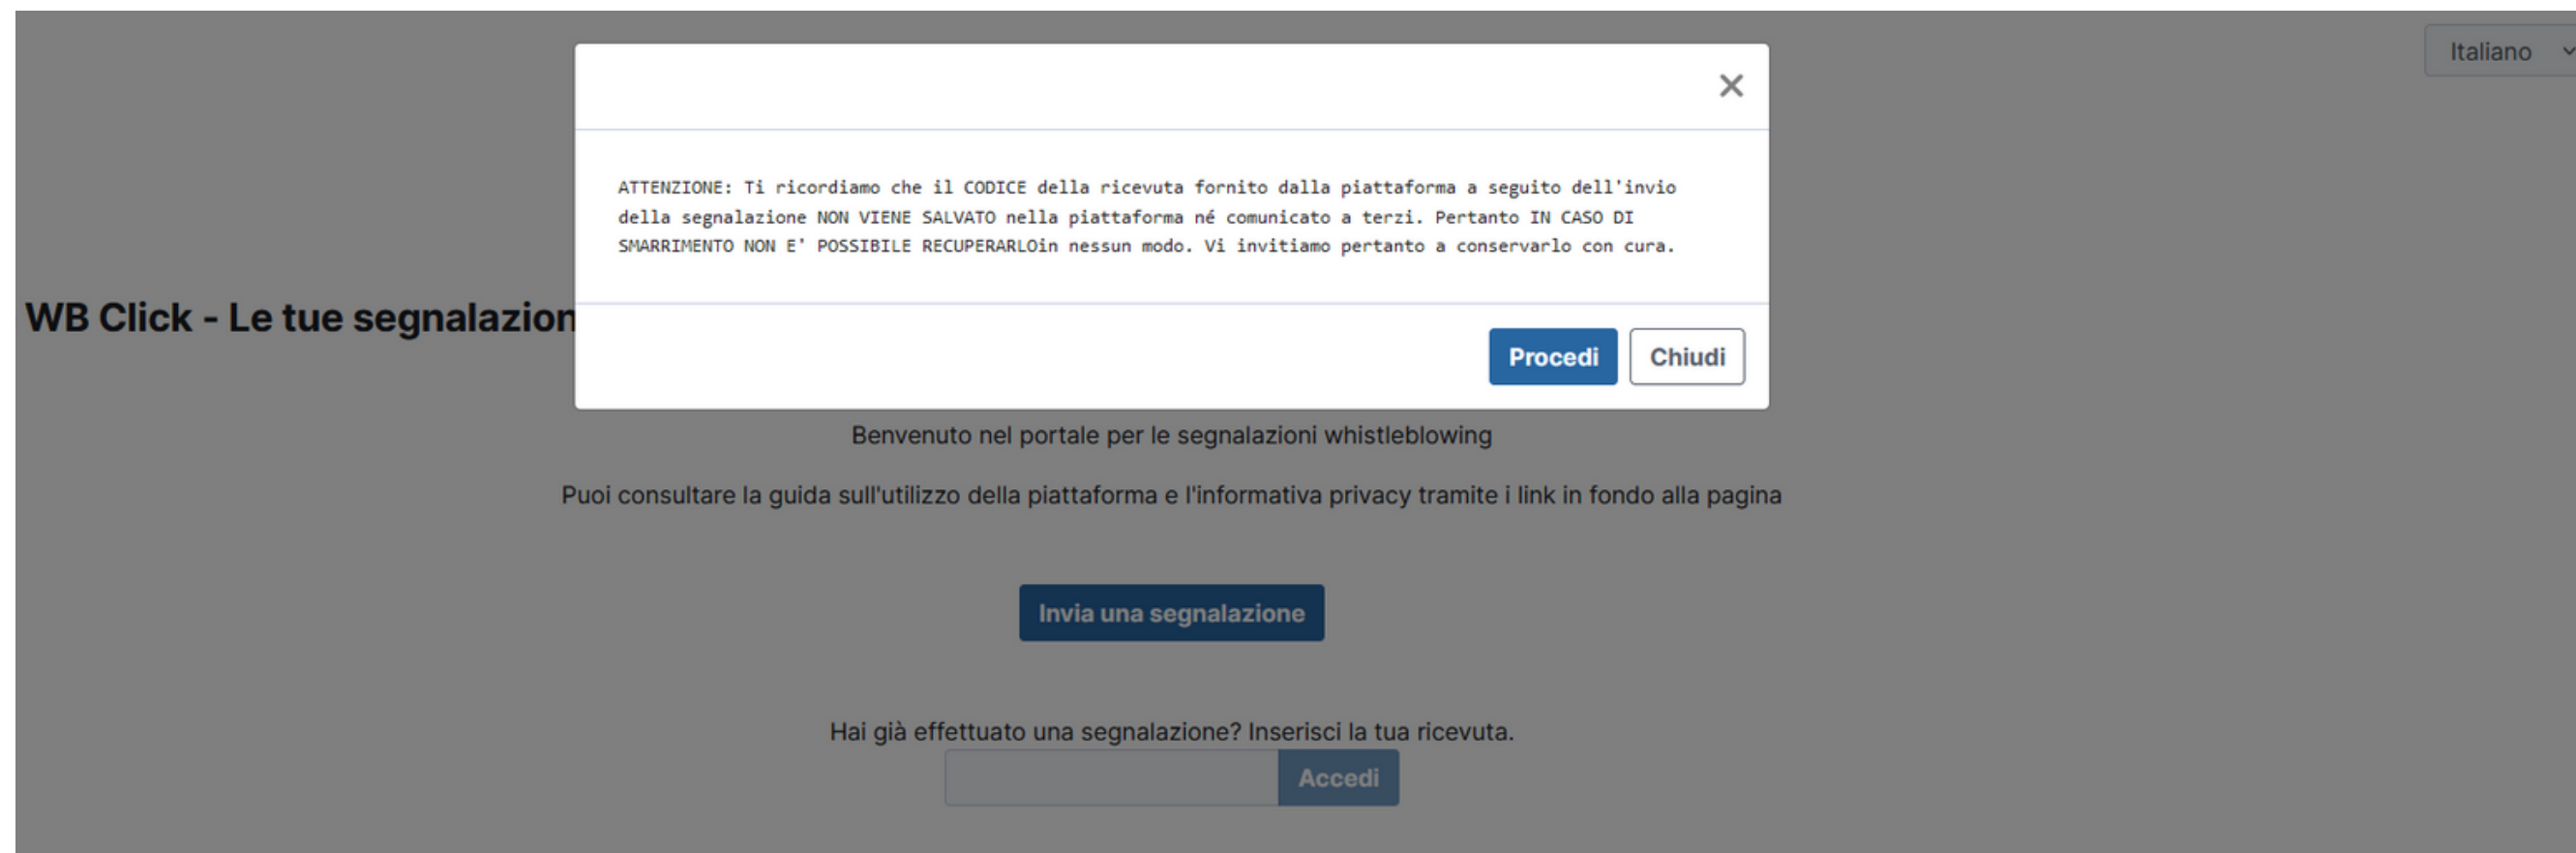 Italiano
ATTENZIONE: Ti ricordiamo che il CODICE della ricevuta fornito dalla piattaforma a seguito dell'invio
della segnalazione NON VIENE SALVATO nella piattaforma né comunicato a terzi. Pertanto IN CASO DI
SMARRIMENTO NON E' POSSIBILE RECUPERARLOin nessun modo. Vi invitiamo pertanto a conservarlo con cura.
WB Click - Le tue segnalazion
Procedi
Chiudi
Benvenuto nel portale per le segnalazioni whistleblowing
Puoi consultare la guida sull'utilizzo della piattaforma e l'informativa privacy tramite i link in fondo alla pagina
Invia una segnalazione
Hai già effettuato una segnalazione? Inserisci la tua ricevuta.
Accedi